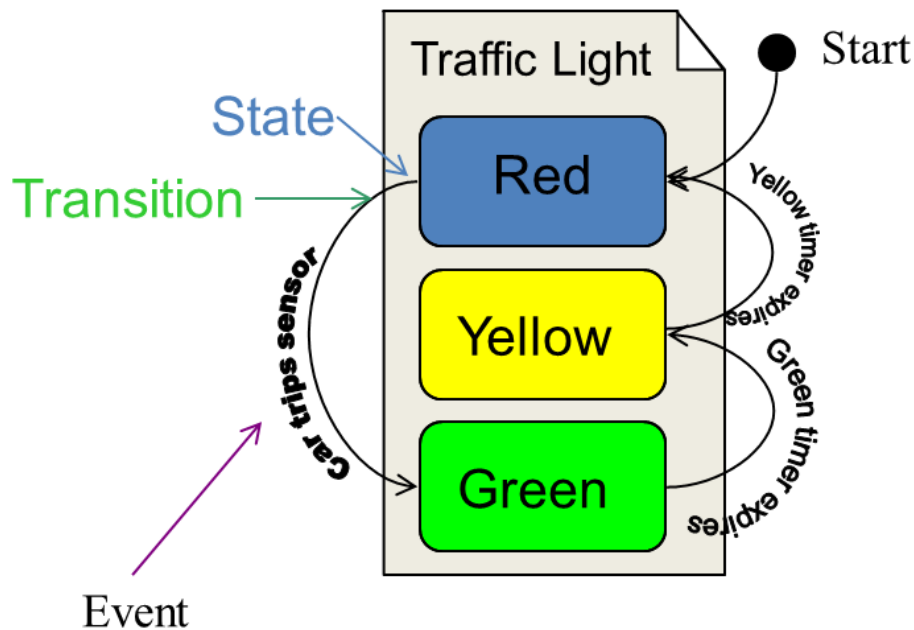 Traffic Light
Start
State
Red
Transition
Yellow timer expires
Car trips sensor
Yellow
Green timer expires
Green
Event